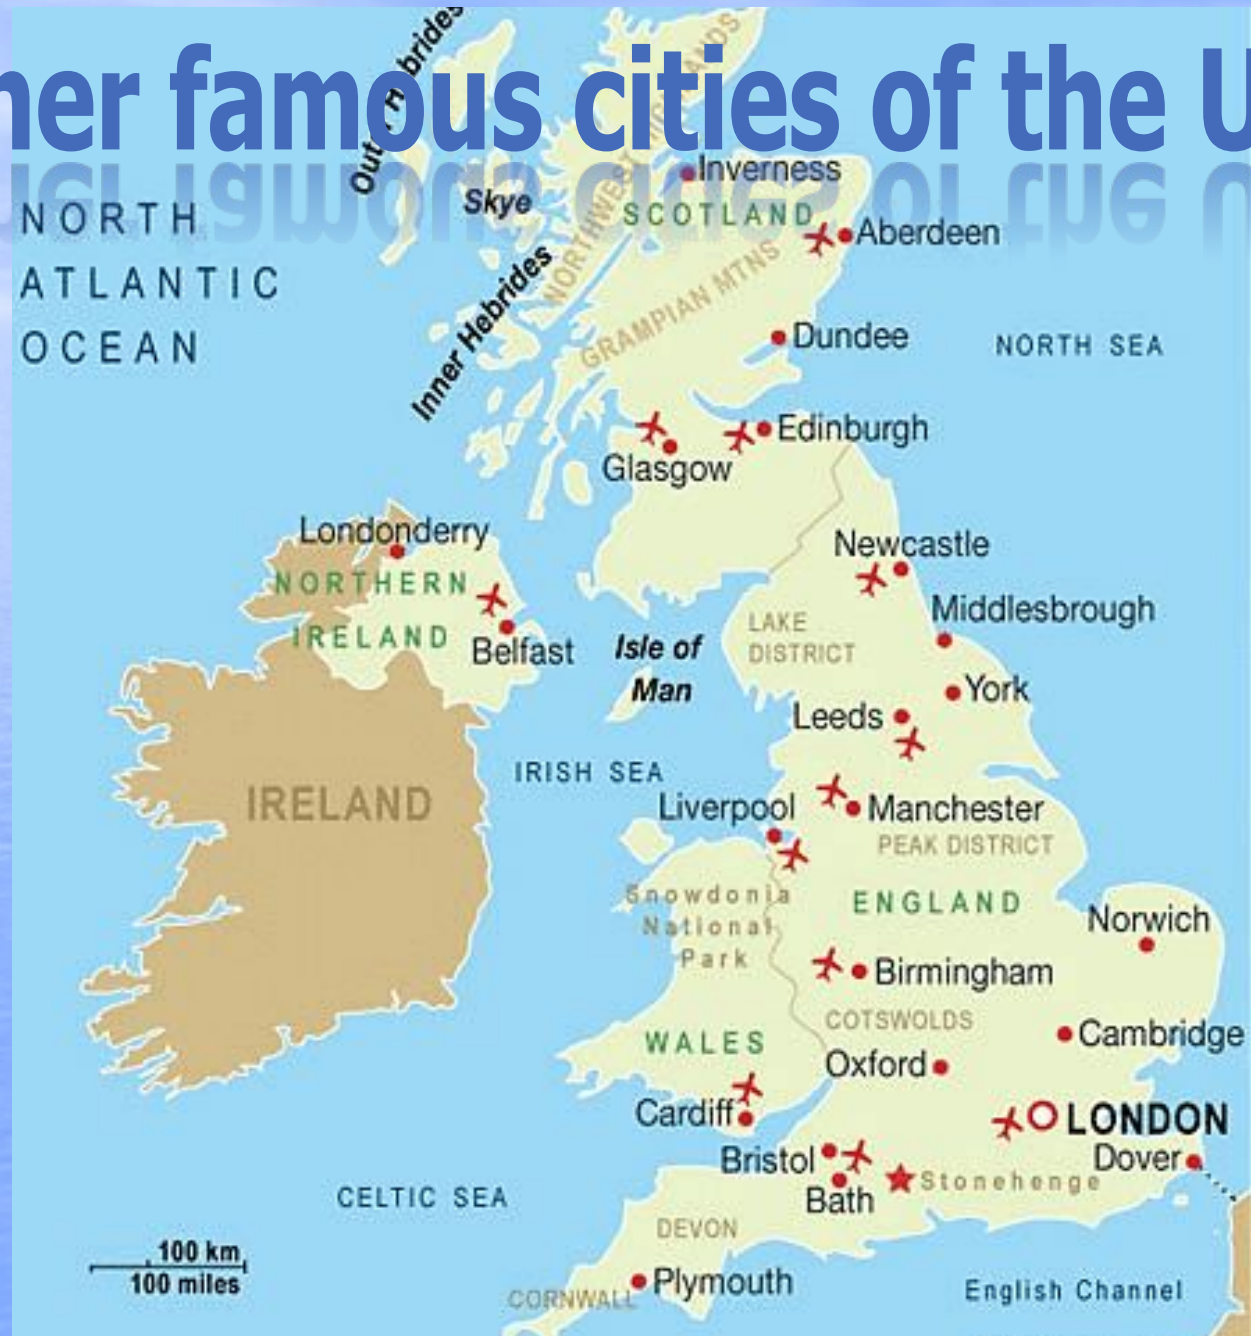 famous cities of the
Hebrides
Inverness
Skye
NORTH
SCOTLAND
Aberdeen
NORTHWEST HIGHLANDS
ATLANTIC
Inner Hebrides
GRAMPIAN MTNS
OCEAN
Dundee
NORTH SEA
Edinburgh
Glasgow
Londonderry
Newcastle
NORTHERN
IRELAND
Middlesbrough
LAKE
DISTRICT
Belfast
Isle of
Man
York
Leeds
IRISH SEA
IRELAND
Liverpool
Manchester
PEAK DISTRICT
Snowdonia
National
Park
ENGLAND
Norwich
Birmingham
COTSWOLDS
Cambridge
WALES
Oxford
Cardiff
LONDON
Bristol
Dover
Stonehenge
Bath
CELTIC SEA
DEVON
100 km
100 miles
Plymouth
English Channel
CORNWALL